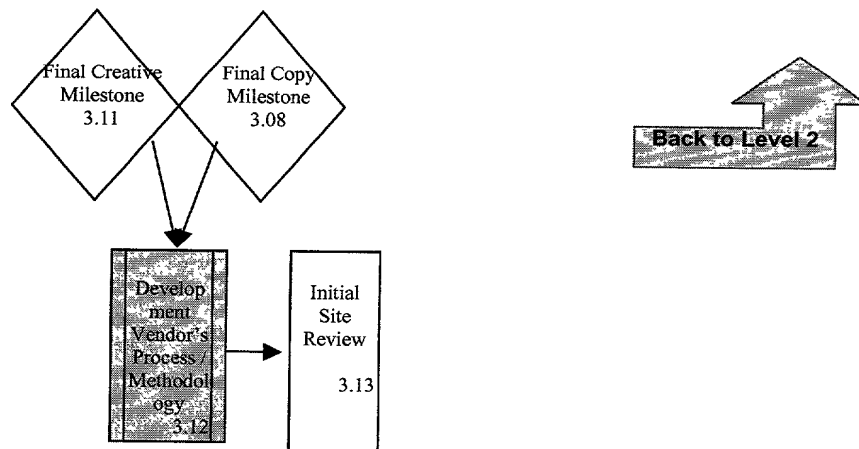 Final Creative
Milestone
3.11
Final Copy
Milestone
3.08
Back to Level 2
Develop
ment
Vendor's
Process /
Methodol
ogy
3.12
Initial
Site
Review
3.13